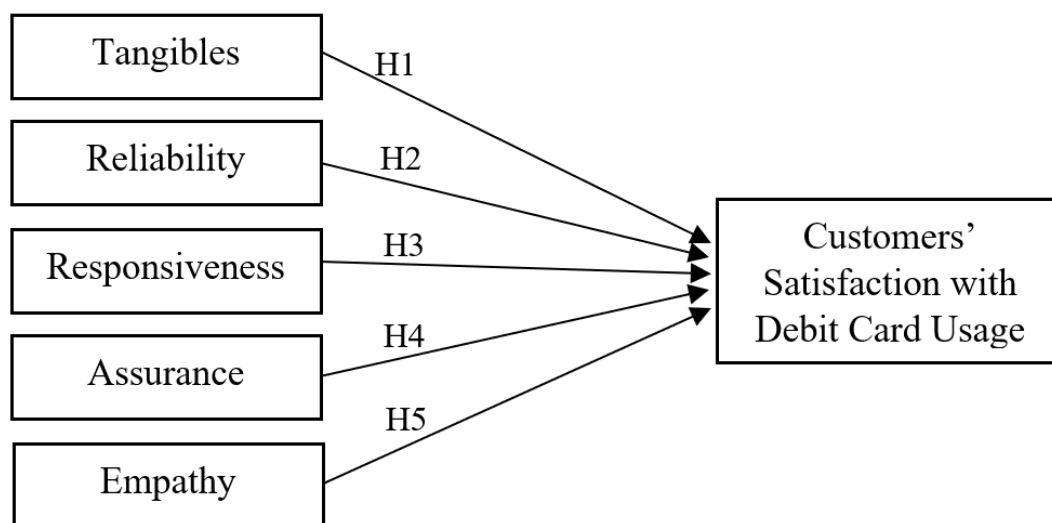 Tangibles
H1
Reliability
H2
Responsiveness
H3
Assurance
H4
Empathy
H5
Customers’
Satisfaction with
Debit Card Usage